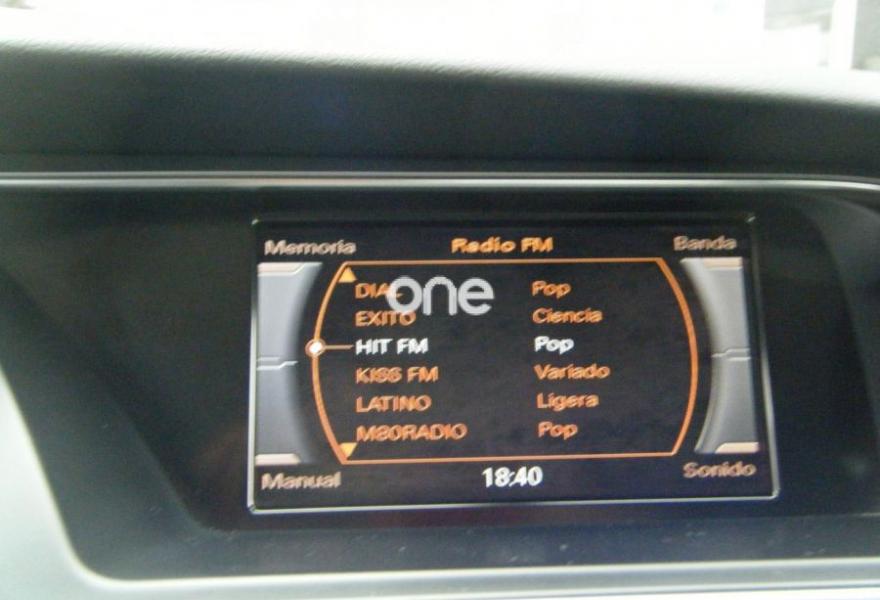 Memoria Radio FM Banda
DIAL Pop
one
EXITO Ciencia
HIT FM Pop
KISS FM Variado
LATINO Ligera
M80RADIO Pop
Manual 18:40 Sonido